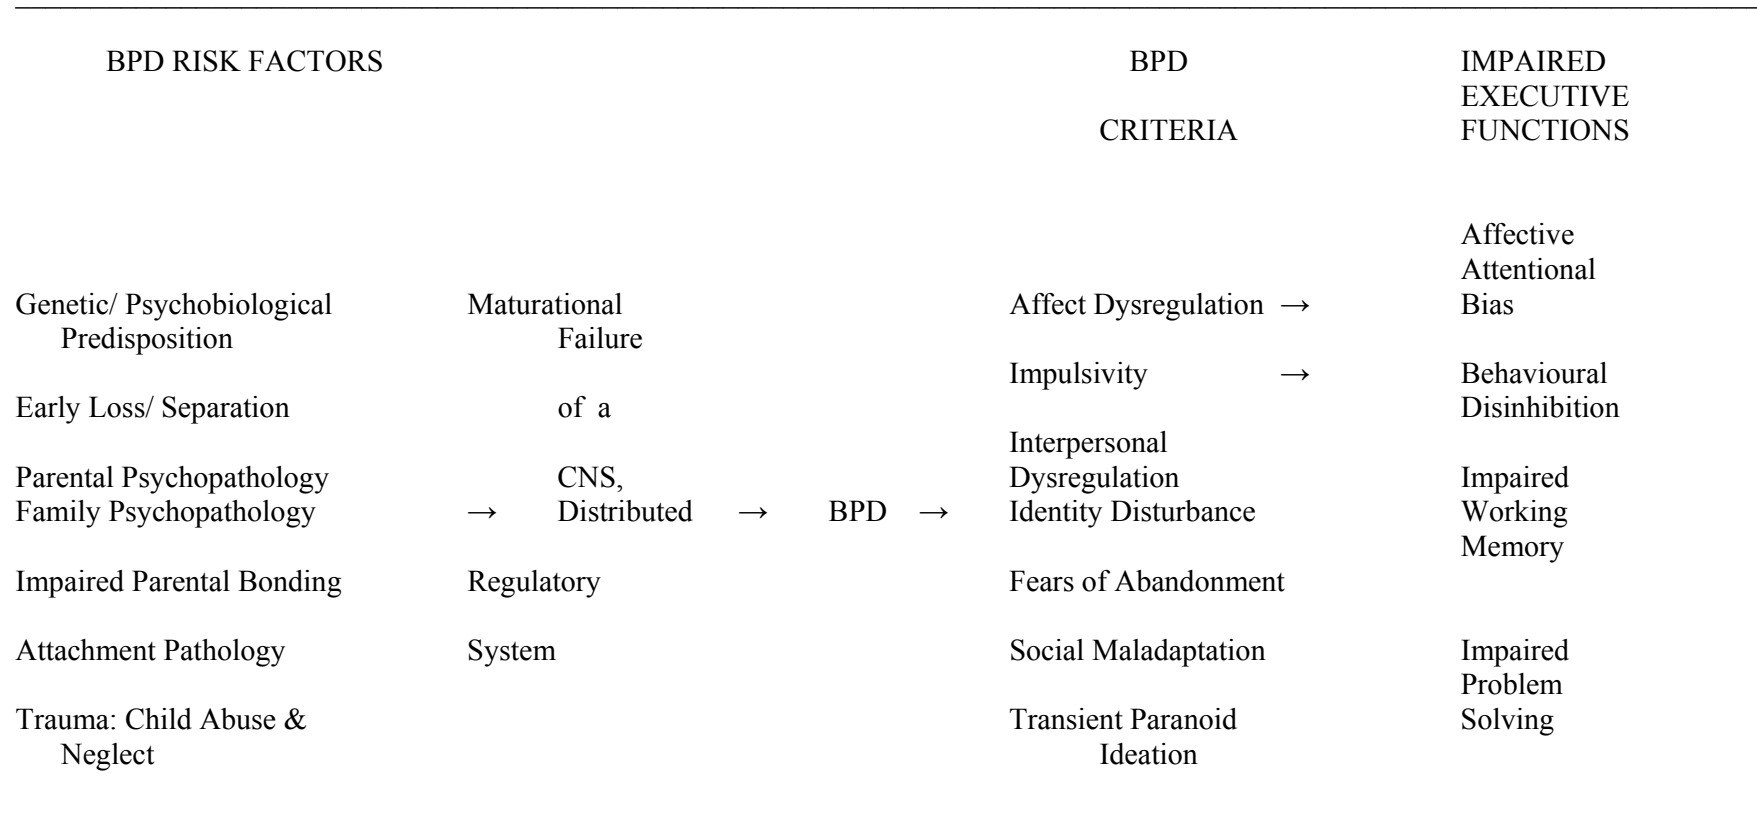 BPD RISK FACTORS BPD IMPAIRED
EXECUTIVE
CRITERIA FUNCTIONS
Affective
Attentional
Genetic/ Psychobiological Maturational Affect Dysregulation → Bias
Predisposition Failure
Impulsivity → Behavioural
Early Loss/ Separation of a Disinhibition
Interpersonal
Parental Psychopathology CNS, Dysregulation Impaired
Family Psychopathology → Distributed → BPD → Identity Disturbance Working
Memory
Impaired Parental Bonding Regulatory Fears of Abandonment
Attachment Pathology System Social Maladaptation Impaired
Problem
Trauma: Child Abuse & Transient Paranoid Solving
Neglect Ideation